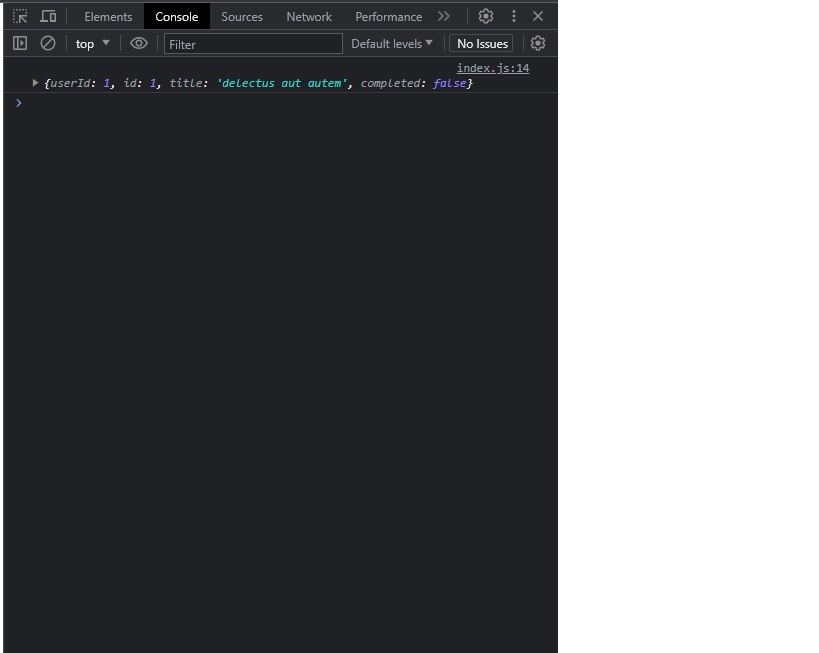 Elements Console Sources Network Performance
top Filter Default levels No Issues
index.js:14
{userId: 1, id: 1, title: 'delectus aut autem', completed: false}